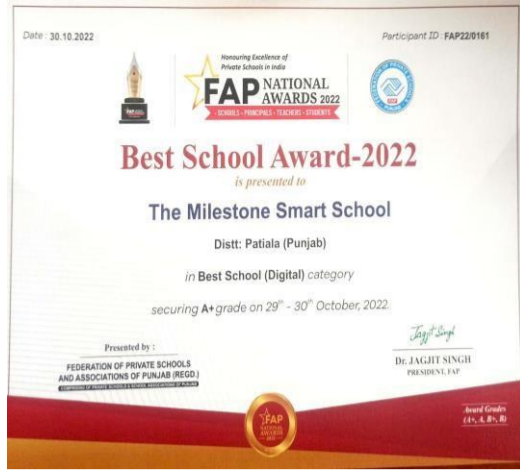 Date : 30.10.2022
Participant ID : FAP22/0161
Honouring Excellence of
Private Schools in India
FAP NATIONAL
AWARDS 2022
SCHOOLS - PRINCIPALS - TEACHERS - STUDENTS
Best School Award-2022
is presented to
The Milestone Smart School
Distt: Patiala (Punjab)
in Best School (Digital) category
securing A+ grade on 29th - 30th October, 2022.
Jagjit Singh
Presented by :
FEDERATION OF PRIVATE SCHOOLS
AND ASSOCIATIONS OF PUNJAB (REGD.)
Dr. JAGJIT SINGH
PRESIDENT, FAP
FAP
NATIONAL
AWARDS
Award Grades
(A+, A, B+, B)